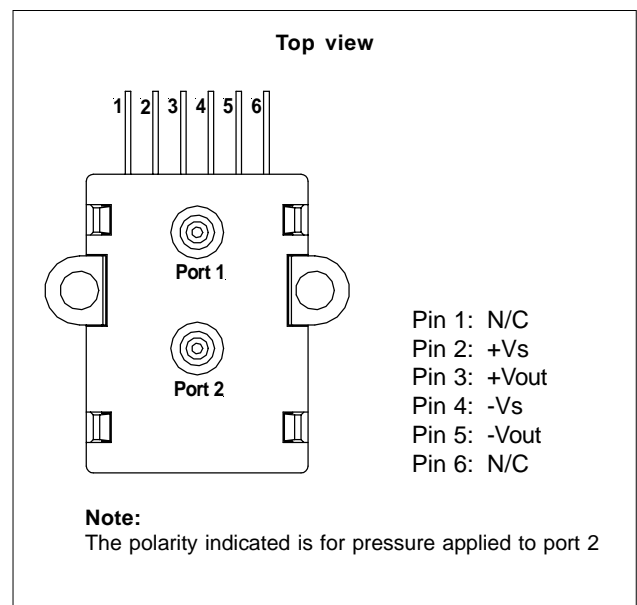 Top view
1 2 3 4 5 6
Port 1
Port 2
Pin 1: N/C
Pin 2: +Vs
Pin 3: +Vout
Pin 4: -Vs
Pin 5: -Vout
Pin 6: N/C
Note:
The polarity indicated is for pressure applied to port 2